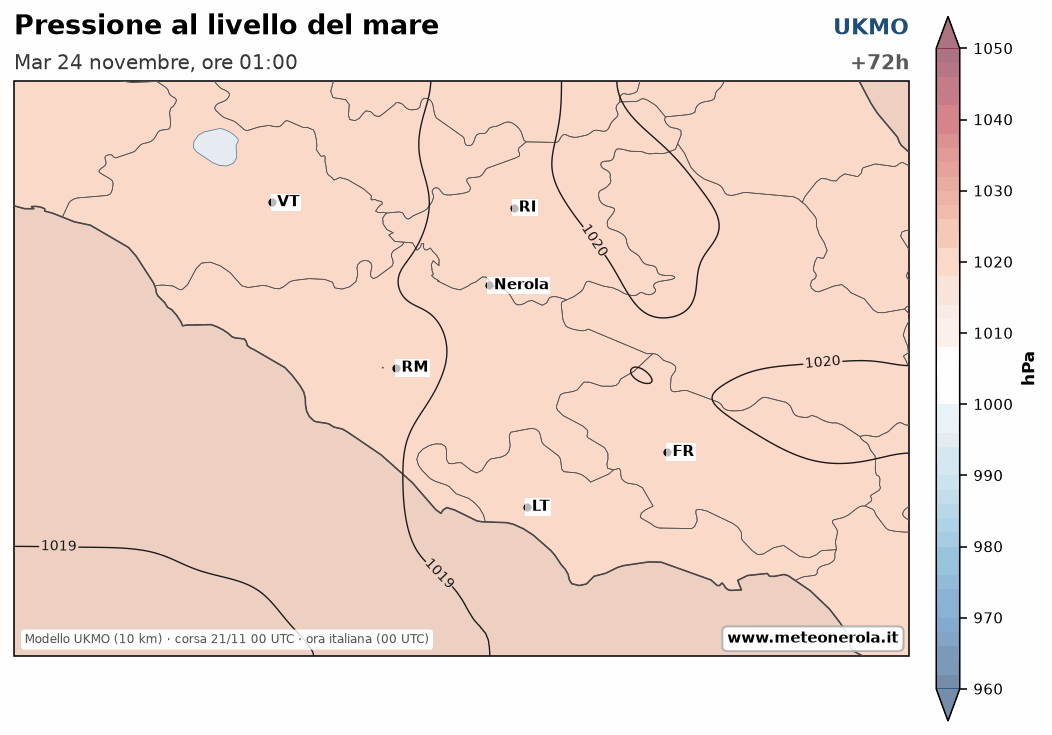 Pressione al livello del mare
UKMO
Mar 24 novembre, ore 01:00
+72h
VT
RI
1020
Nerola
RM
1020
FR
LT
1019
1019
Modello UKMO (10 km) · corsa 21/11 00 UTC · ora italiana (00 UTC)
www.meteonerola.it
1050
1040
1030
1020
1010
1000
990
980
970
960
hPa